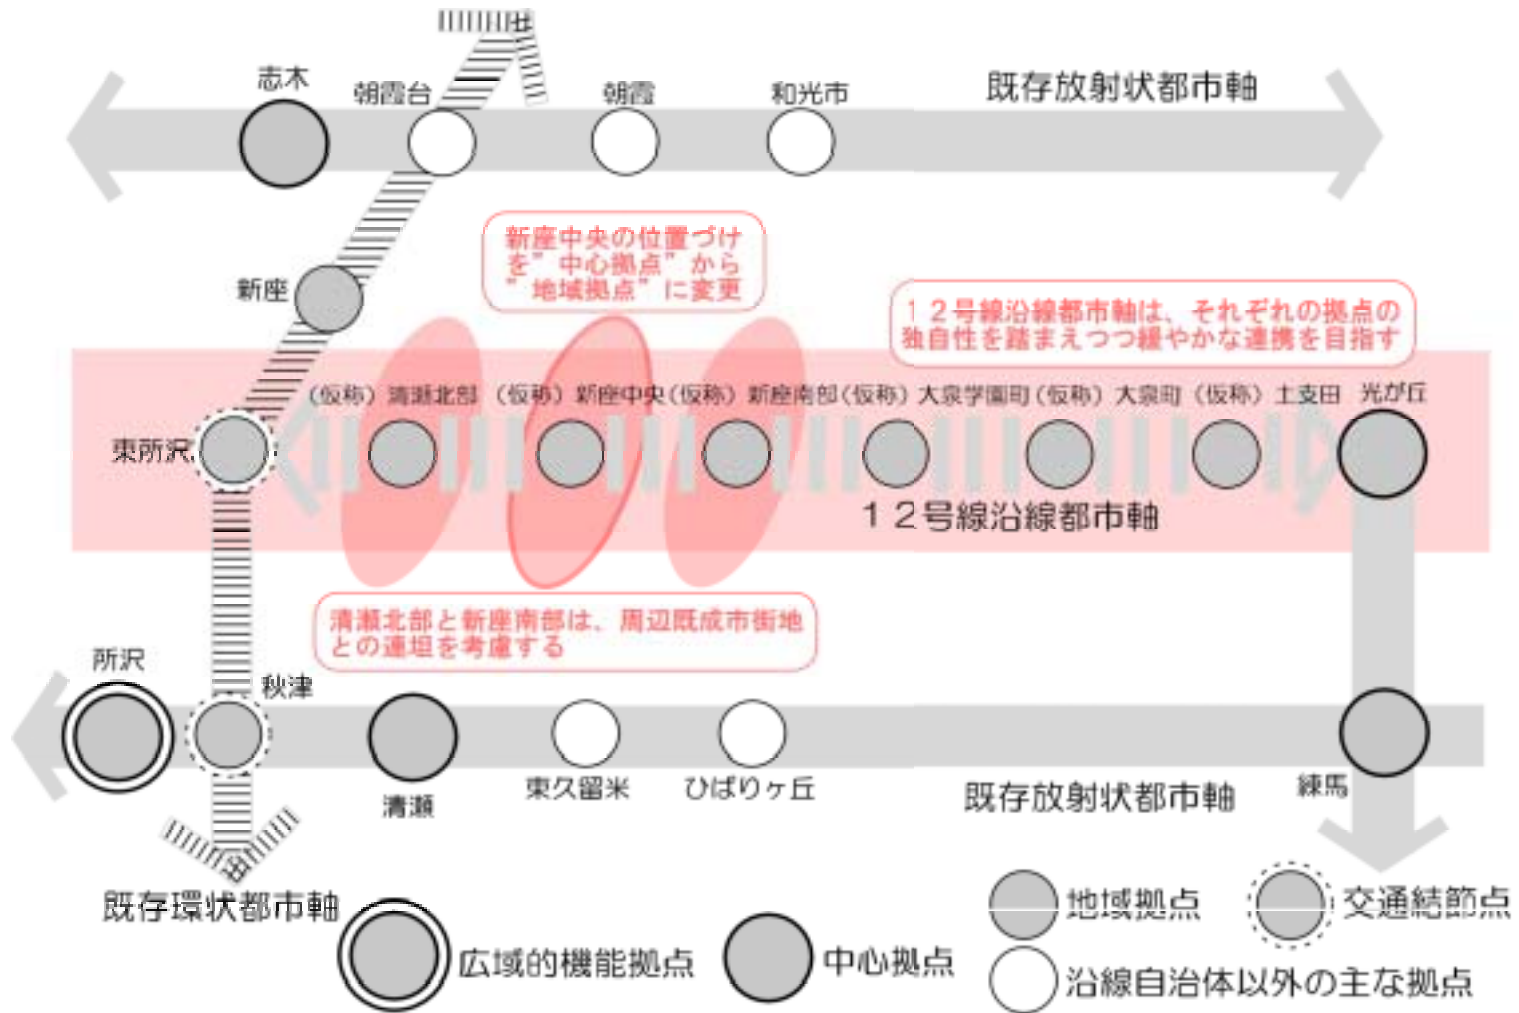 志木
朝霞台
朝霞
和光市
既存放射状都市軸
新座中央の位置づけ
を”中心拠点”から
”地域拠点”に変更
新座
１２号線沿線都市軸は、それぞれの拠点の
独自性を踏まえつつ緩やかな連携を目指す
（仮称）清瀬北部
（仮称）新座中央
（仮称）新座南部
（仮称）大泉学園町
（仮称）大泉町
（仮称）土支田
光が丘
東所沢
１２号線沿線都市軸
清瀬北部と新座南部は、周辺既成市街地
との連坦を考慮する
所沢
秋津
清瀬
東久留米
ひばりヶ丘
既存放射状都市軸
練馬
既存環状都市軸
広域的機能拠点
中心拠点
地域拠点
交通結節点
沿線自治体以外の主な拠点